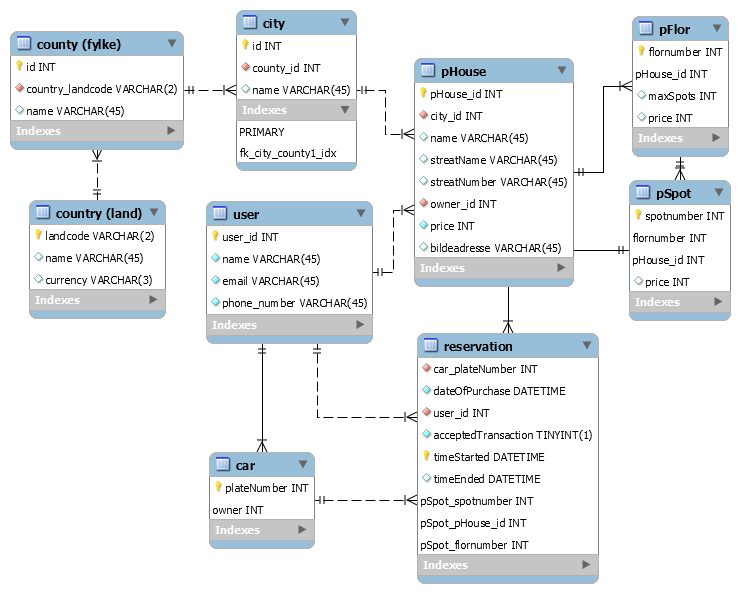 county (fylke)
id INT
country_landcode VARCHAR(2)
name VARCHAR(45)
Indexes
city
id INT
county_id INT
name VARCHAR(45)
Indexes
PRIMARY
fk_city_county1_idx
pHouse
pHouse_id INT
city_id INT
name VARCHAR(45)
streatName VARCHAR(45)
streatNumber VARCHAR(45)
owner_id INT
price INT
bildeadresse VARCHAR(45)
Indexes
pFlor
flornumber INT
pHouse_id INT
maxSpots INT
price INT
Indexes
pSpot
spotnumber INT
flornumber INT
pHouse_id INT
price INT
Indexes
country (land)
landcode VARCHAR(2)
name VARCHAR(45)
currency VARCHAR(3)
Indexes
user
user_id INT
name VARCHAR(45)
email VARCHAR(45)
phone_number VARCHAR(45)
Indexes
reservation
car_plateNumber INT
dateOfPurchase DATETIME
user_id INT
acceptedTransaction TINYINT(1)
timeStarted DATETIME
timeEnded DATETIME
pSpot_spotnumber INT
pSpot_pHouse_id INT
pSpot_flornumber INT
Indexes
car
plateNumber INT
owner INT
Indexes